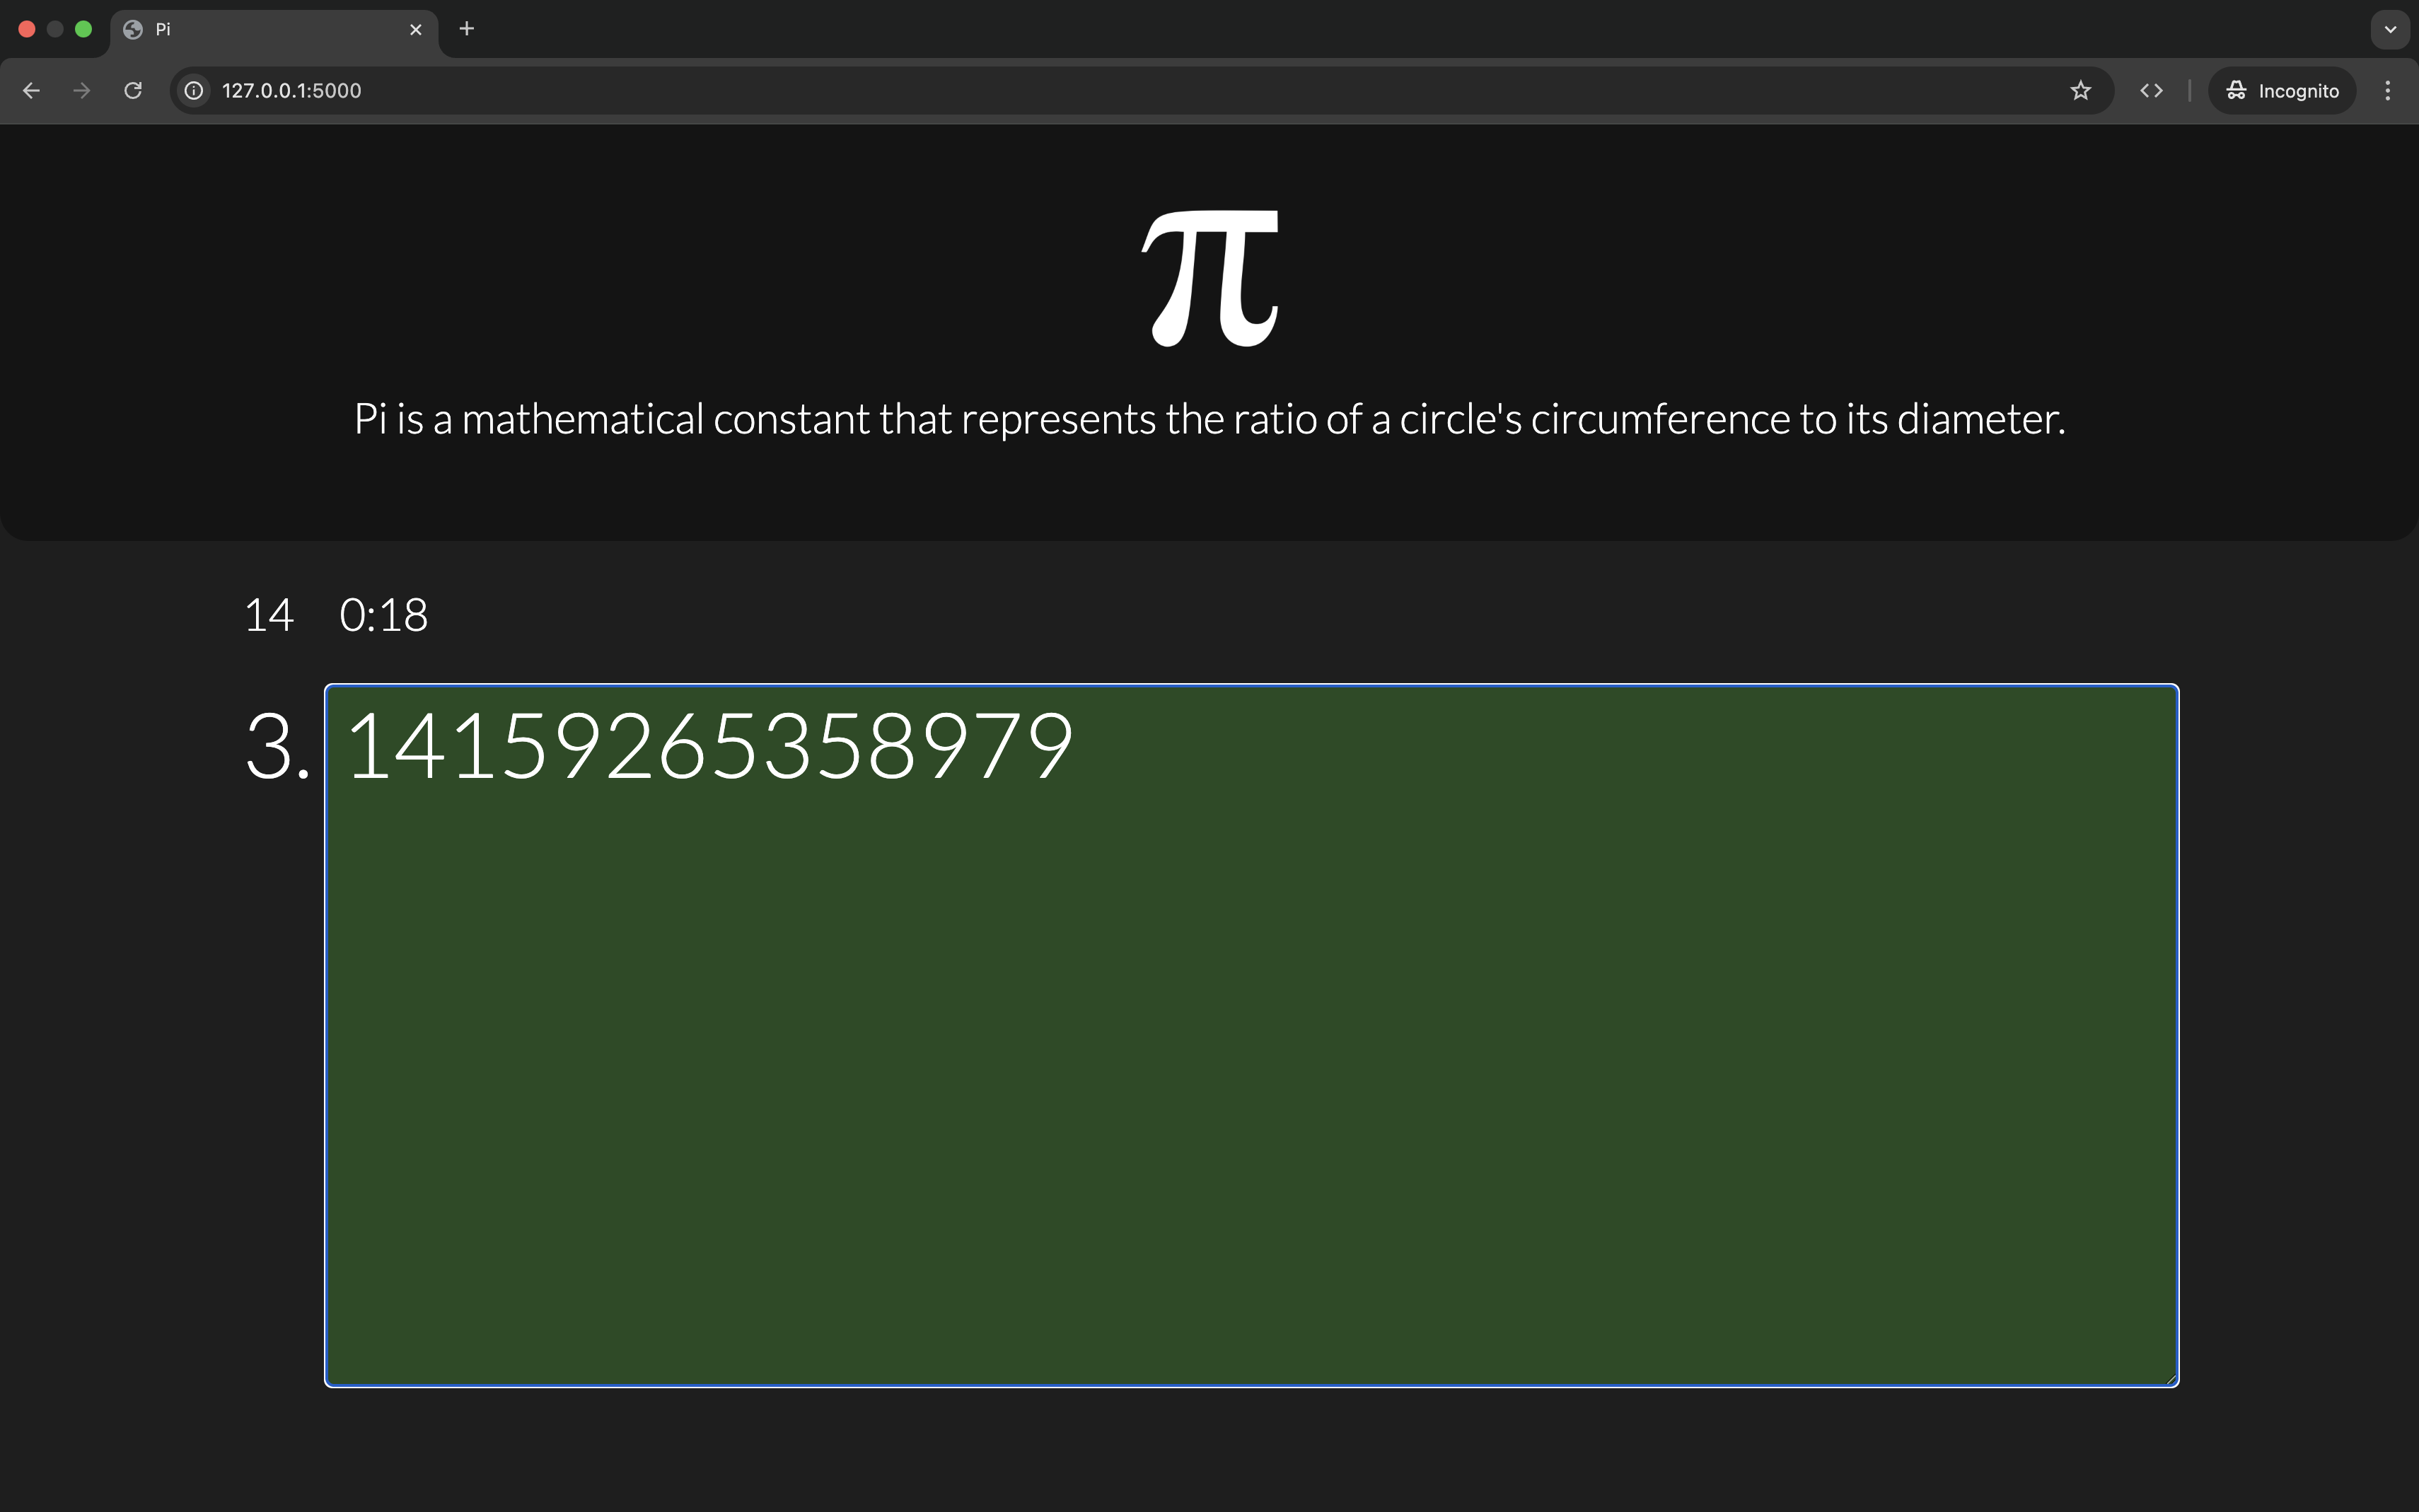 Pi
127.0.0.1:5000
Incognito
π
Pi is a mathematical constant that represents the ratio of a circle's circumference to its diameter.
14 0:18
3. 14159265358979